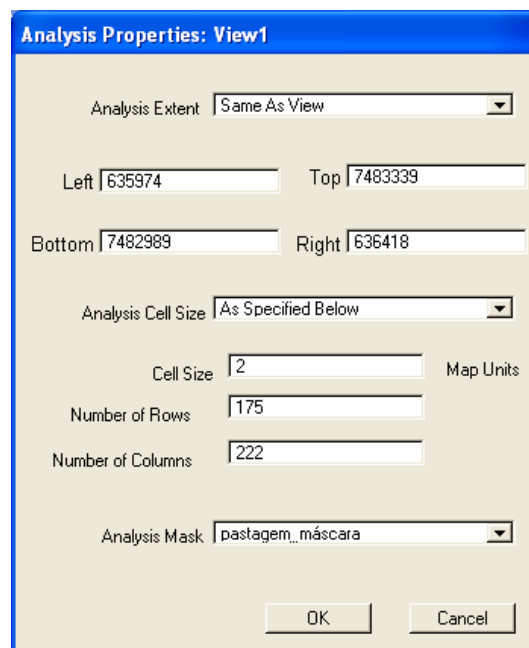 Analysis Properties: View1
Analysis Extent Same As View
Left 635974 Top 7483339
Bottom 7482989 Right 636418
Analysis Cell Size As Specified Below
Cell Size 2 Map Units
Number of Rows 175
Number of Columns 222
Analysis Mask pastagem_máscara
OK Cancel